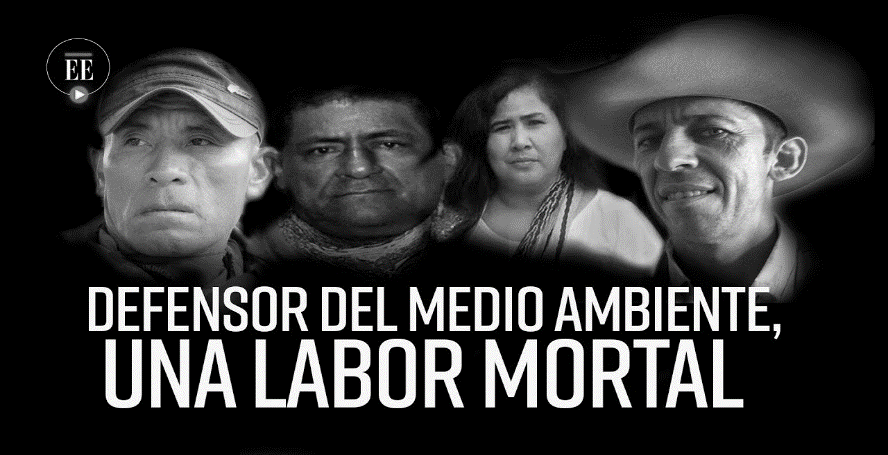 EE
DEFENSOR DEL MEDIO AMBIENTE,
UNA LABOR MORTAL